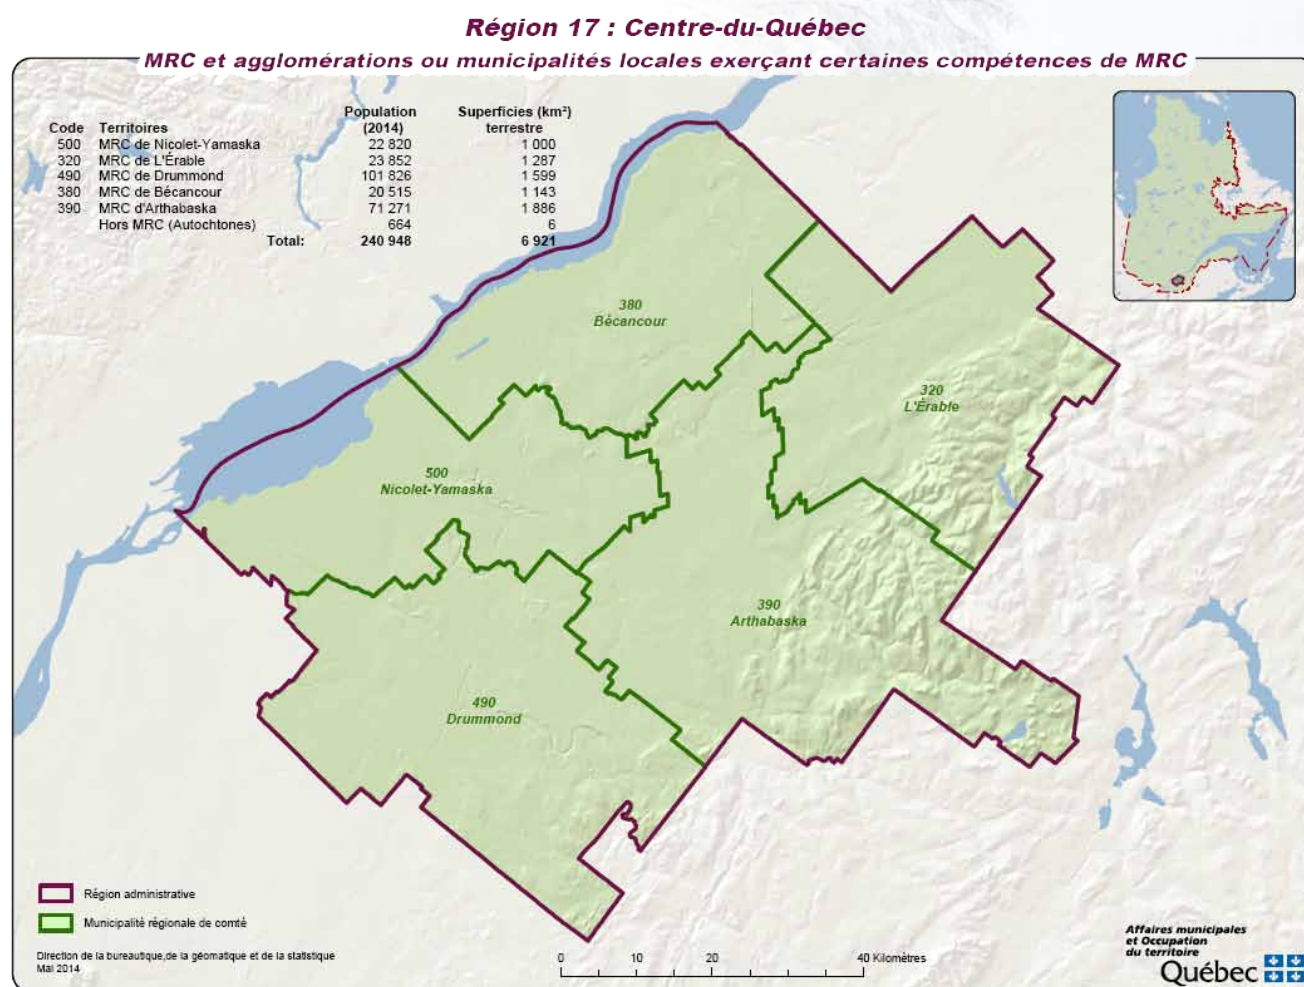 Région 17 : Centre-du-Québec
MRC et agglomérations ou municipalités locales exerçant certaines compétences de MRC
Population Superficies (km²)
Code Territoires (2014) terrestre
500 MRC de Nicolet-Yamaska 22 820 1 000
320 MRC de L'Érable 23 852 1 287
490 MRC de Drummond 101 826 1 599
380 MRC de Bécancour 20 515 1 143
390 MRC d'Arthabaska 71 271 1 886
Hors MRC (Autochtones) 664 6
Total: 240 948 6 921
380
Bécancour
320
L'Érable
500
Nicolet-Yamaska
390
Arthabaska
490
Drummond
Région administrative
Municipalité régionale de comté
Direction de la bureautique,de la géomatique et de la statistique
Mai 2014
0 10 20 40 Kilomètres
Affaires municipales
et Occupation
du territoire
Québec